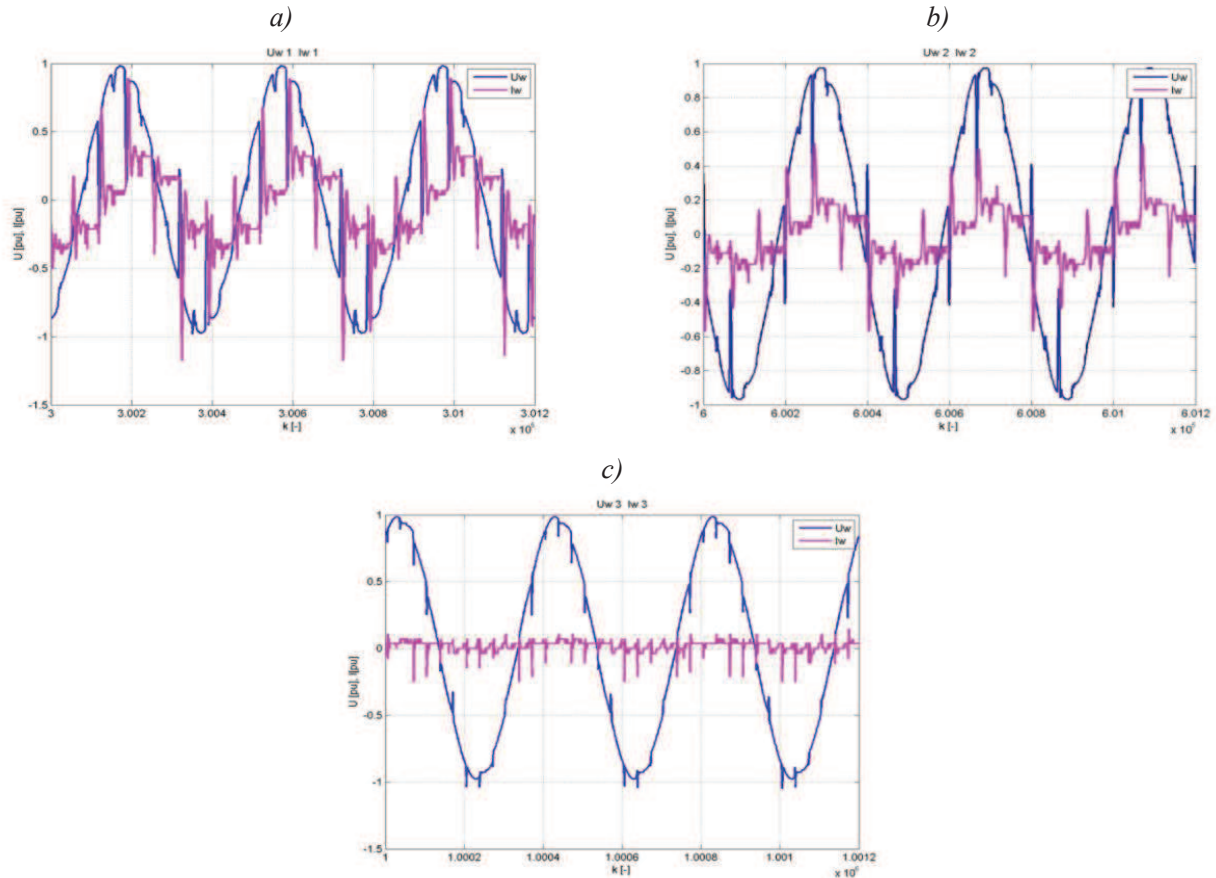 a)
Uw 1 Iw 1
Uw
Iw
1
0.5
0
-0.5
-1
-1.5
U [pu], I[pu]
3 3.002 3.004 3.006 3.008 3.01 3.012
k [-]
x 10
b)
Uw 2 Iw 2
Uw
Iw
1
0.8
0.6
0.4
0.2
0
-0.2
-0.4
-0.6
-0.8
-1
U [pu], I[pu]
6 6.002 6.004 6.006 6.008 6.01 6.012
k [-]
x 10
c)
Uw 3 Iw 3
Uw
Iw
1
0.5
0
-0.5
-1
-1.5
U [pu], I[pu]
1 1.0002 1.0004 1.0006 1.0008 1.001 1.0012
k [-]
x 10